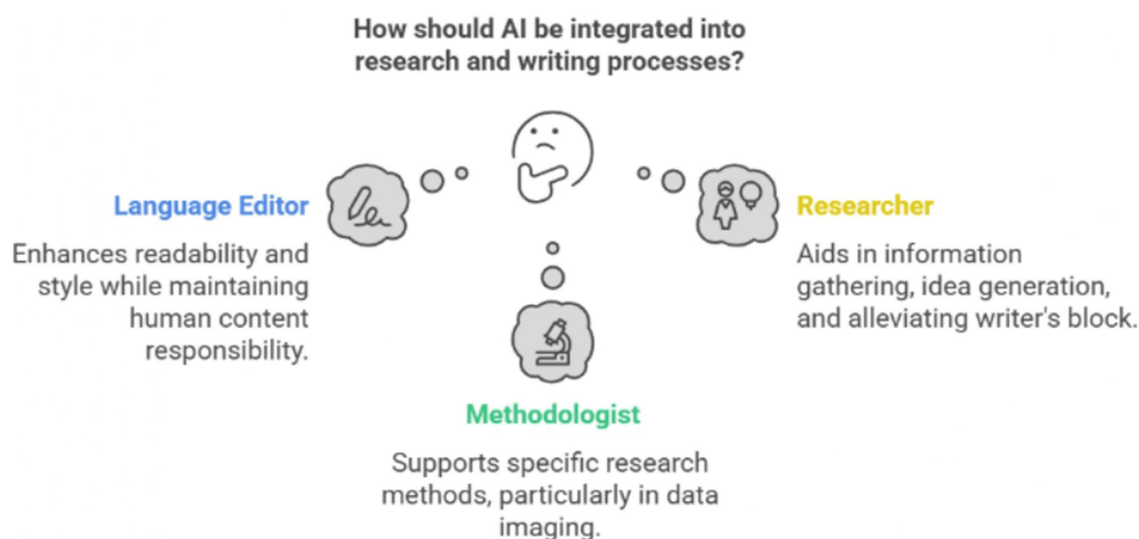 How should AI be integrated into
research and writing processes?
Language Editor
Enhances readability and
style while maintaining
human content
responsibility.
Researcher
Aids in information
gathering, idea generation,
and alleviating writer's block.
Methodologist
Supports specific research
methods, particularly in data
imaging.